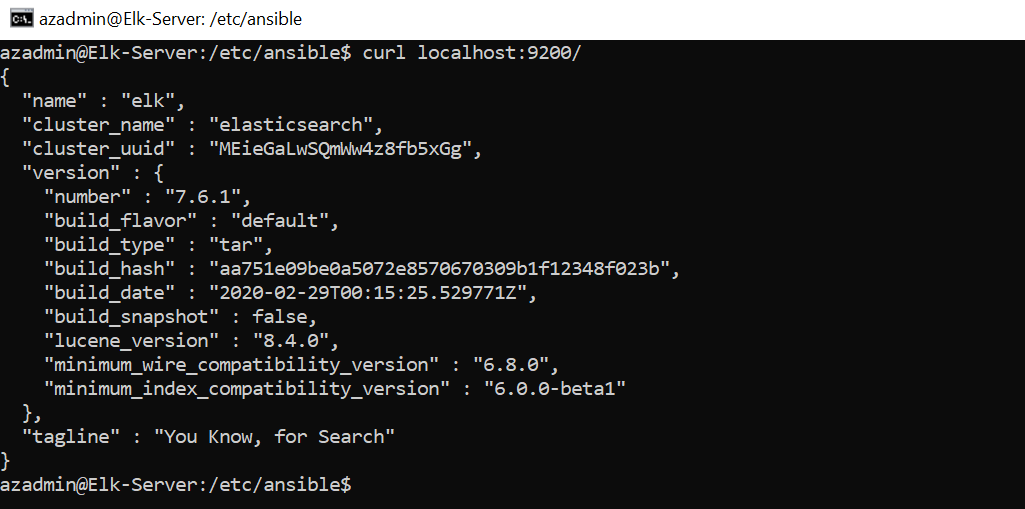 azadmin@Elk-Server: /etc/ansible
azadmin@Elk-Server:/etc/ansible$ curl localhost:9200/
{
  "name" : "elk",
  "cluster_name" : "elasticsearch",
  "cluster_uuid" : "MEieGaLwSQmWw4z8fb5xGg",
  "version" : {
    "number" : "7.6.1",
    "build_flavor" : "default",
    "build_type" : "tar",
    "build_hash" : "aa751e09be0a5072e8570670309b1f12348f023b",
    "build_date" : "2020-02-29T00:15:25.529771Z",
    "build_snapshot" : false,
    "lucene_version" : "8.4.0",
    "minimum_wire_compatibility_version" : "6.8.0",
    "minimum_index_compatibility_version" : "6.0.0-beta1"
  },
  "tagline" : "You Know, for Search"
}
azadmin@Elk-Server:/etc/ansible$